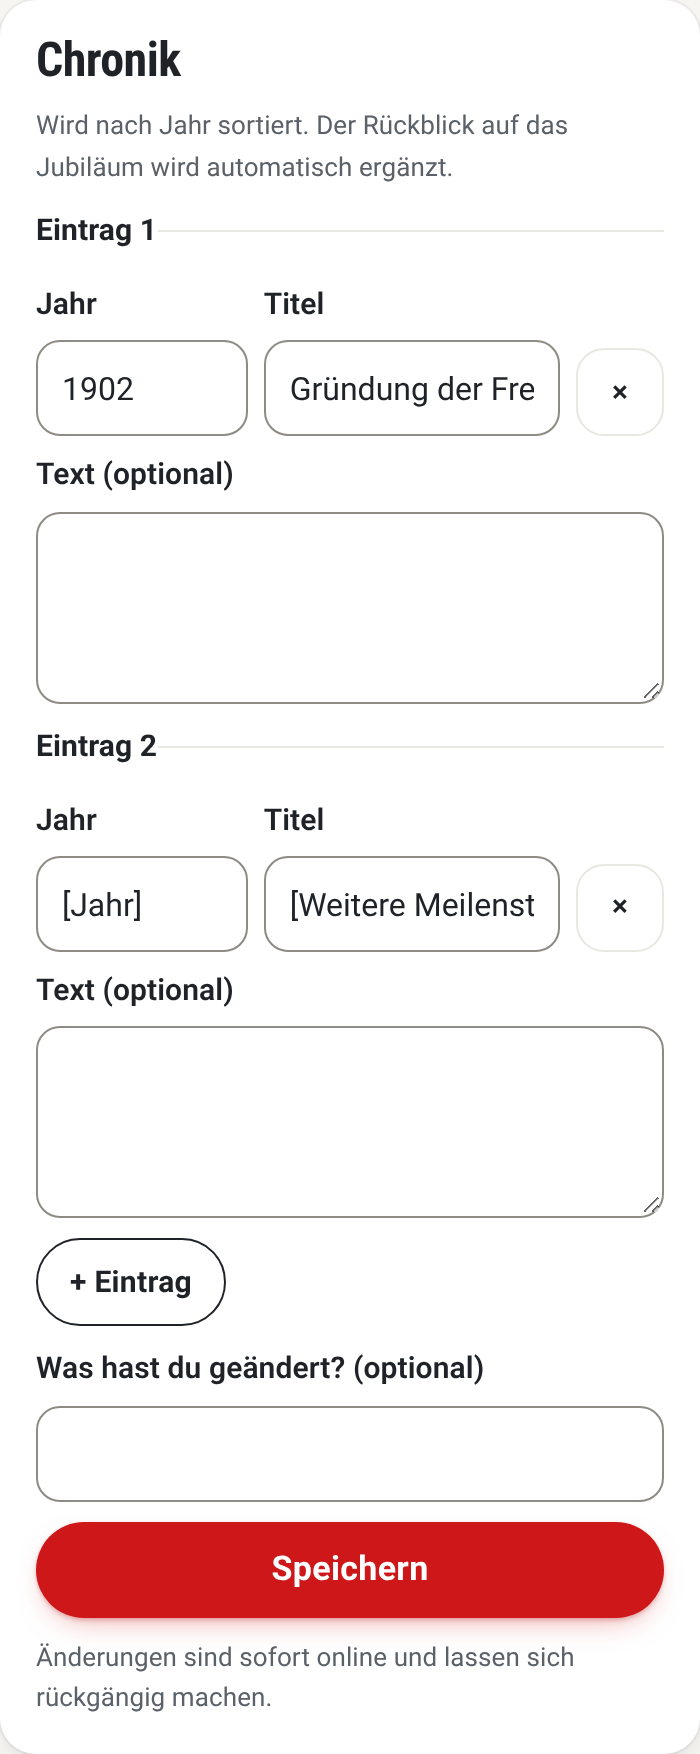 Chronik
Wird nach Jahr sortiert. Der Rückblick auf das
Jubiläum wird automatisch ergänzt.
Eintrag 1
Jahr Titel
1902 Gründung der Fre ×
Text (optional)
Eintrag 2
Jahr Titel
[Jahr] [Weitere Meilenst ×
Text (optional)
+ Eintrag
Was hast du geändert? (optional)
Speichern
Änderungen sind sofort online und lassen sich
rückgängig machen.